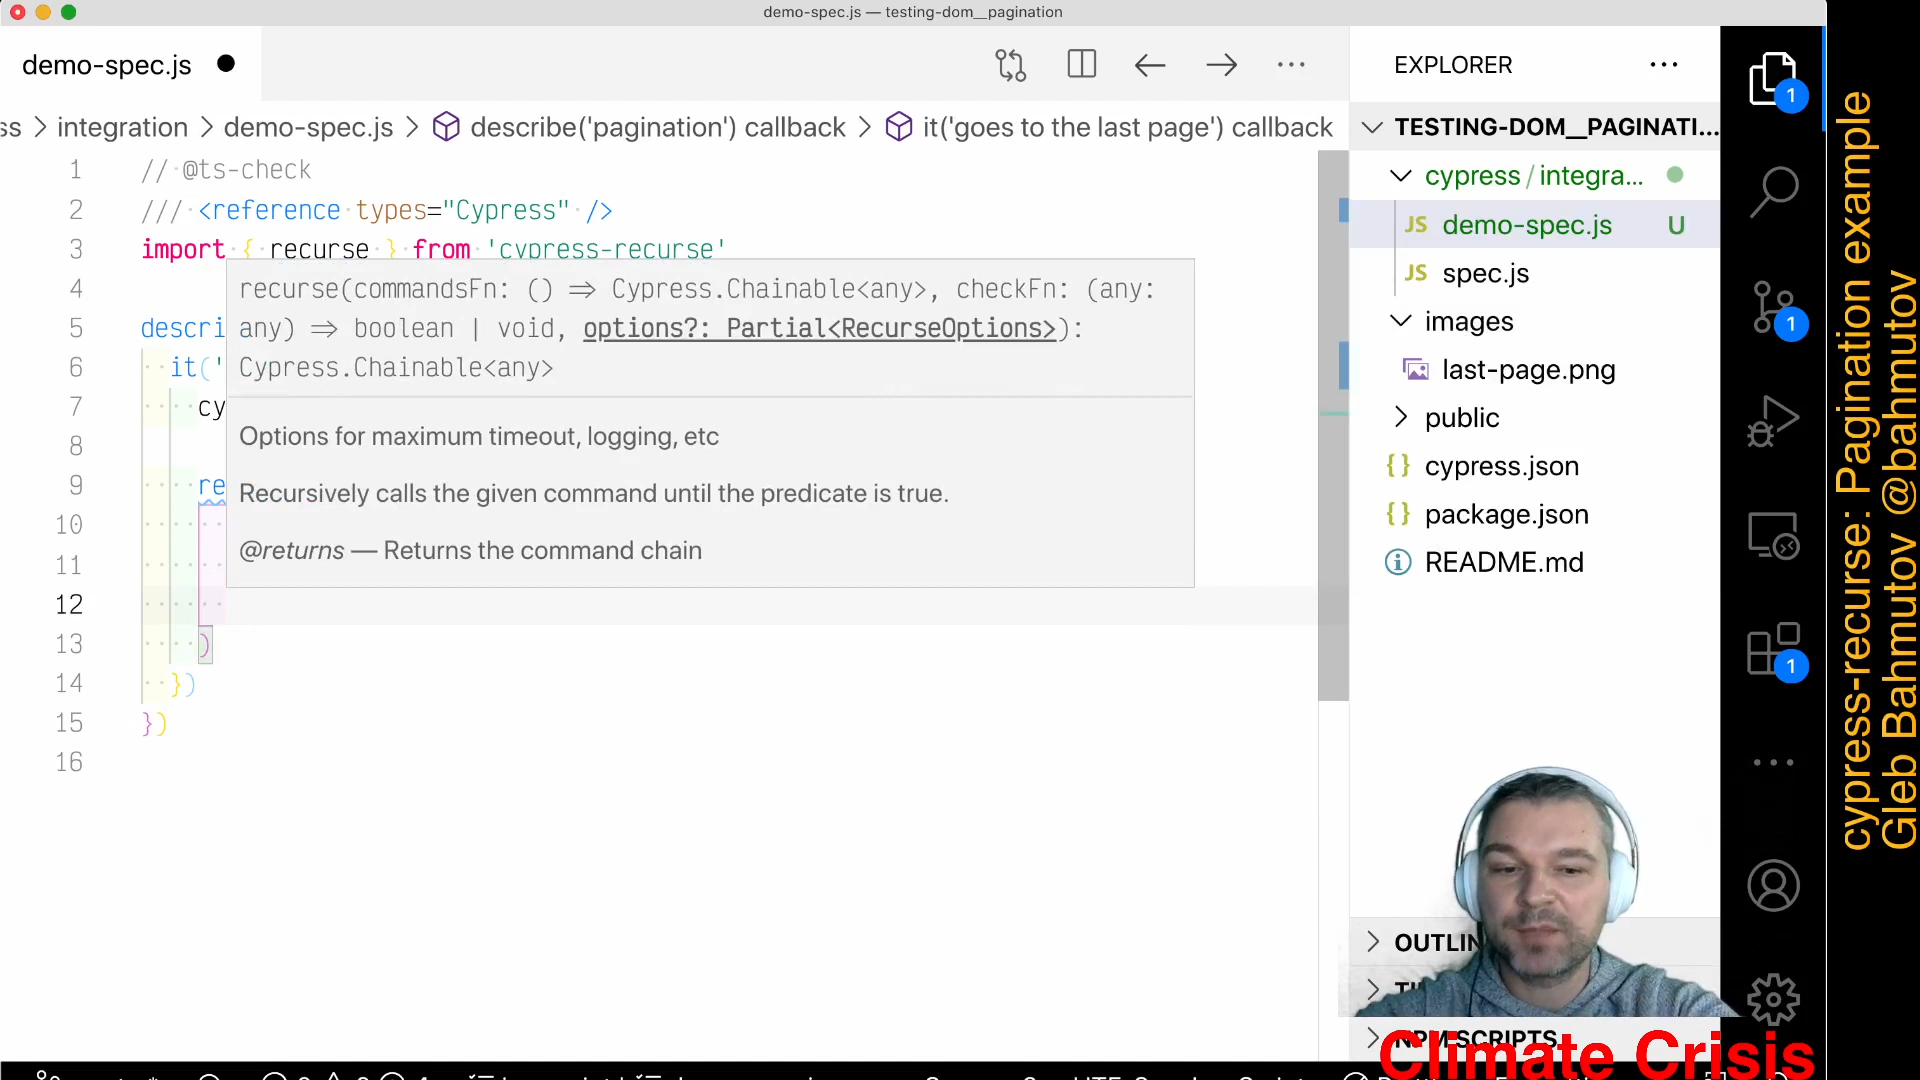 demo-spec.js — testing-dom__pagination
demo-spec.js
EXPLORER
ss > integration > demo-spec.js > describe('pagination') callback > it('goes to the last page') callback
TESTING-DOM__PAGINATI...
1 // @ts-check
2 /// <reference types="Cypress" />
3 import { recurse } from 'cypress-recurse'
4
5 descri
6 it('
7 cy
8
9 re
10
11
12
13 )
14 })
15 })
16
recurse(commandsFn: () => Cypress.Chainable<any>, checkFn: (any:
any) => boolean | void, options?: Partial<RecurseOptions>):
Cypress.Chainable<any>
Options for maximum timeout, logging, etc
Recursively calls the given command until the predicate is true.
@returns — Returns the command chain
cypress/integra...
JS demo-spec.js U
JS spec.js
images
last-page.png
public
{} cypress.json
{} package.json
README.md
NPM SCRIPTS
1
1
1
cypress-recurse: Pagination example
Gleb Bahmutov @bahmutov
Climate Crisis